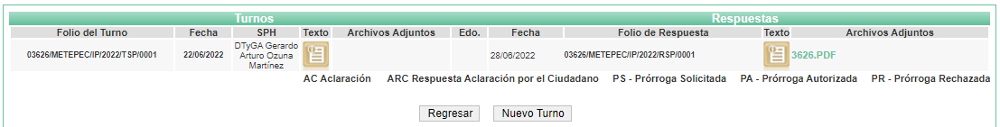 Turnos Respuestas
Folio del Turno Fecha SPH Texto Archivos Adjuntos Edo. Fecha Folio de Respuesta Texto Archivos Adjuntos
03626/METEPEC/IP/2022/TSP/0001 22/06/2022 DTyGA Gerardo Arturo Ozuna Martínez 28/06/2022 03626/METEPEC/IP/2022/RSP/0001 3626.PDF
AC Aclaración ARC Respuesta Aclaración por el Ciudadano PS - Prórroga Solicitada PA - Prórroga Autorizada PR - Prórroga Rechazada
Regresar Nuevo Turno